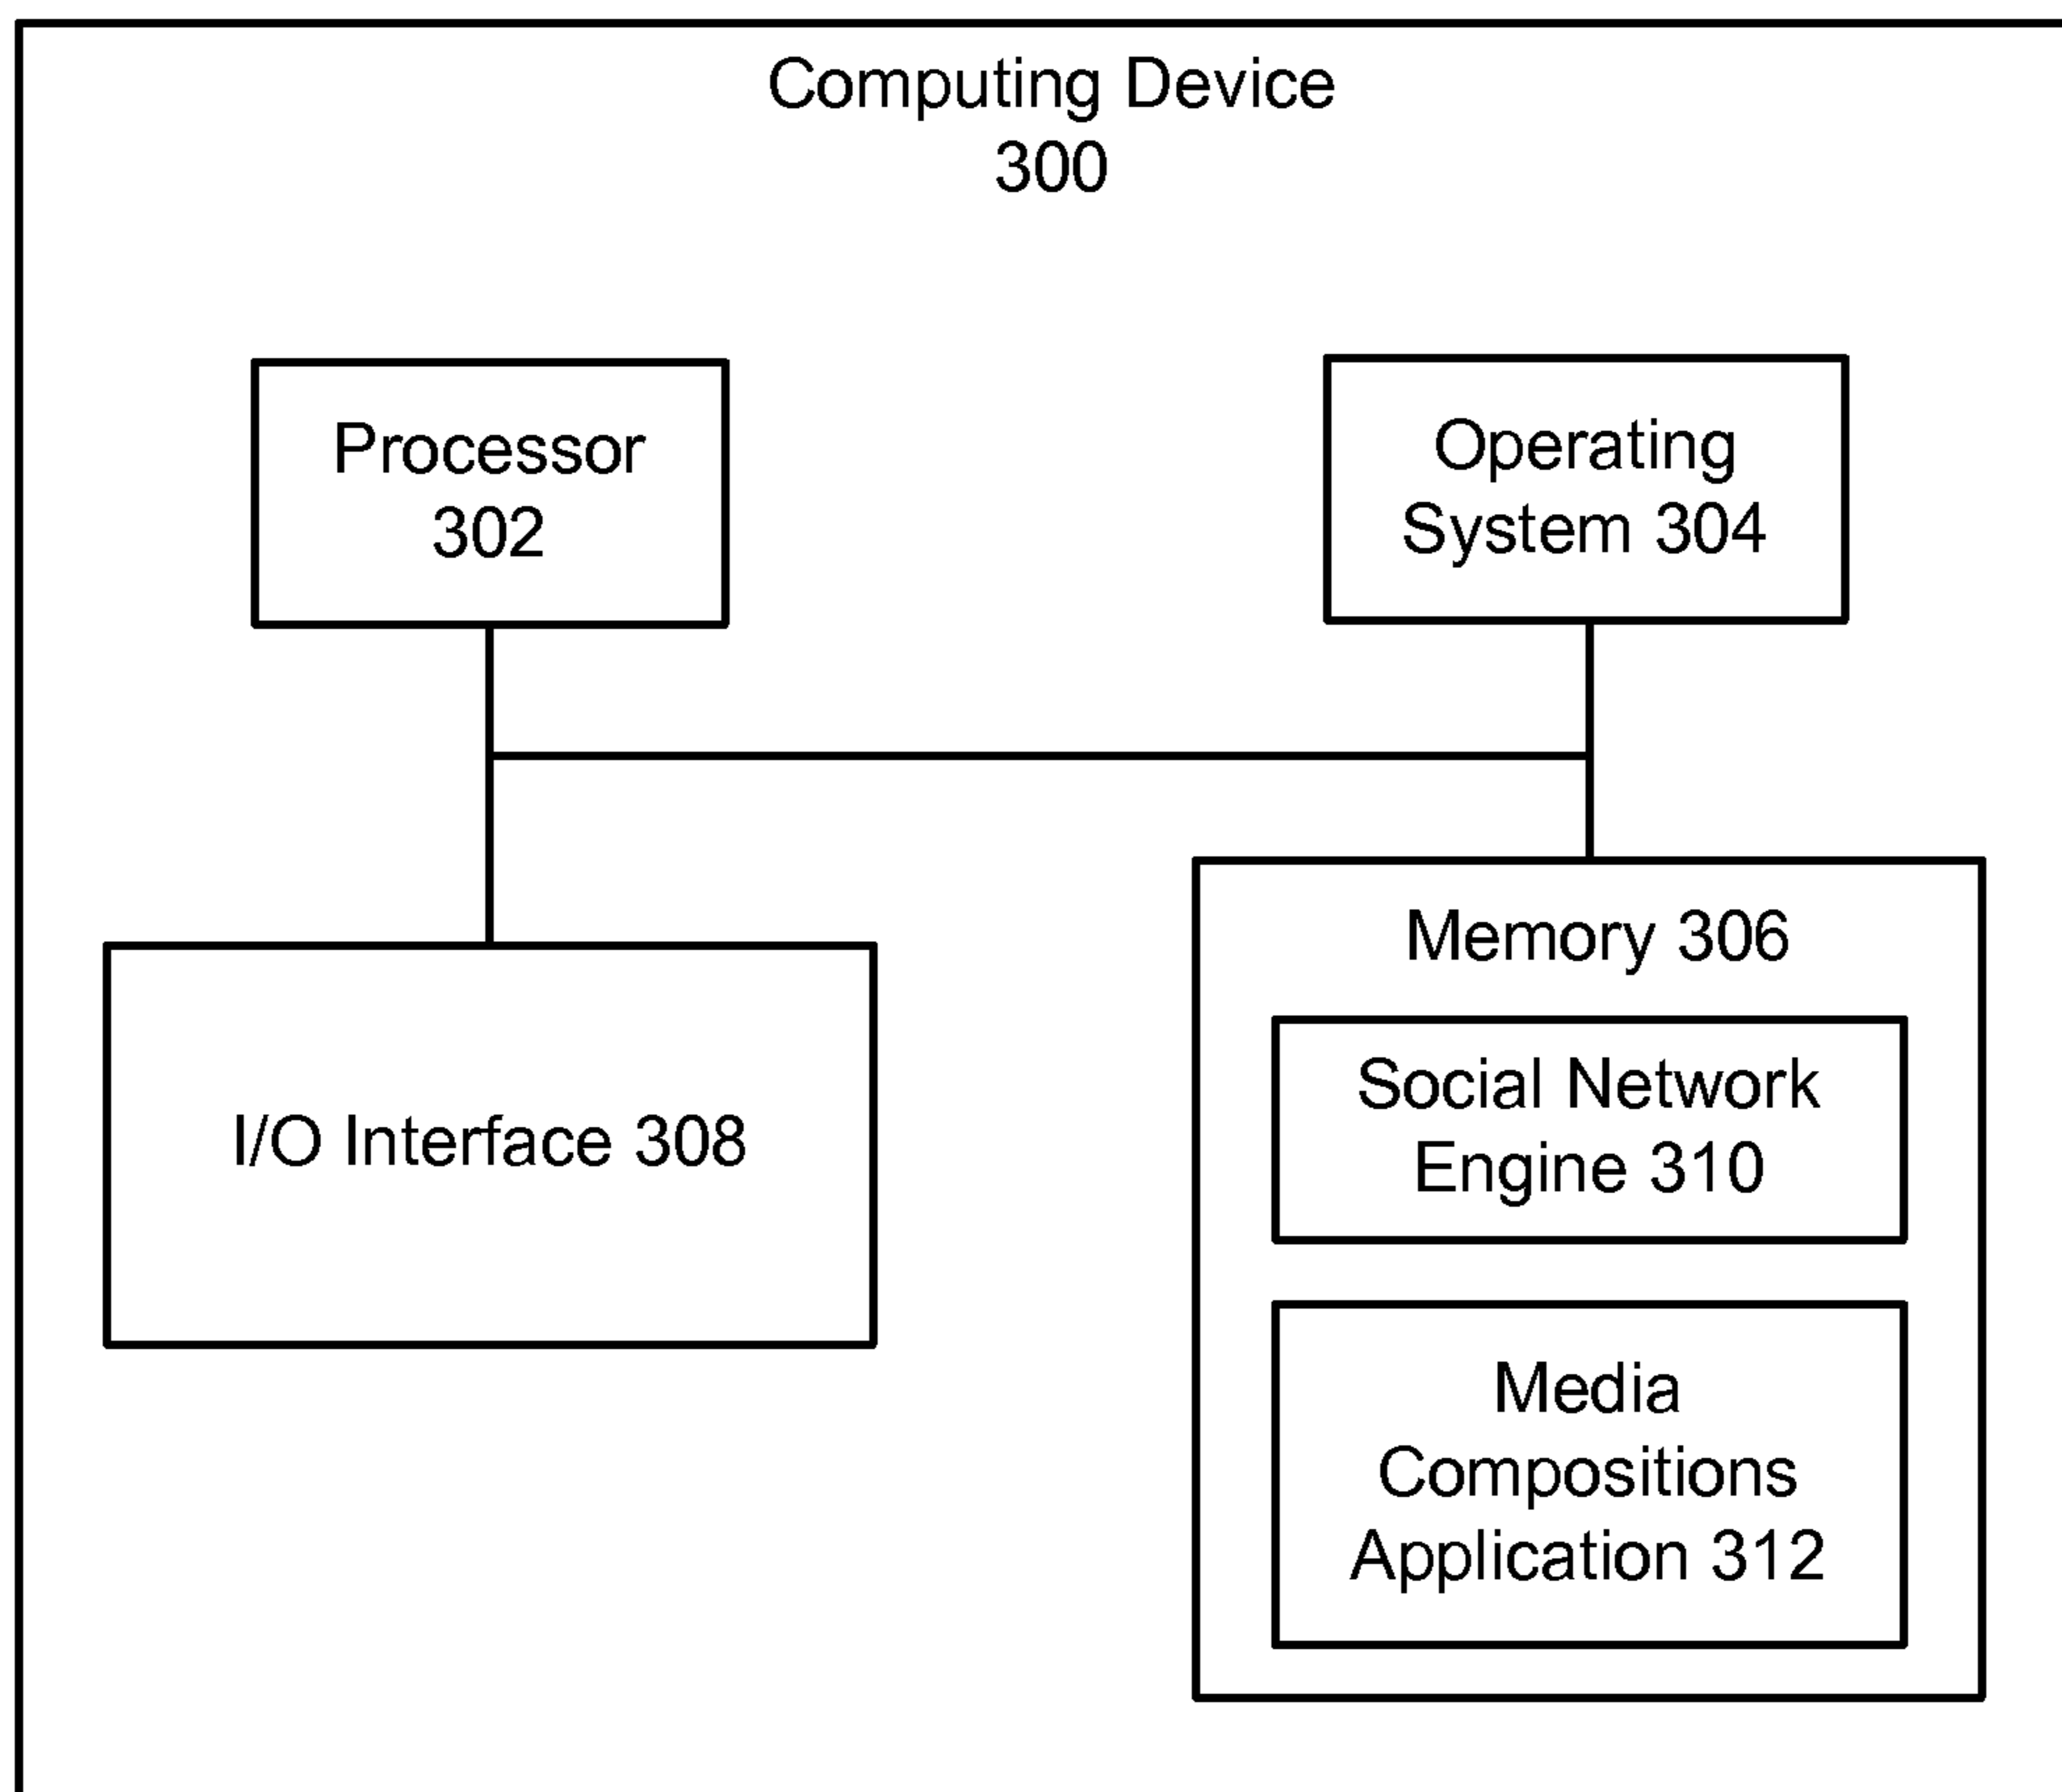 Computing Device
300
Processor
302
Operating
System 304
I/O Interface 308
Memory 306
Social Network
Engine 310
Media
Compositions
Application 312